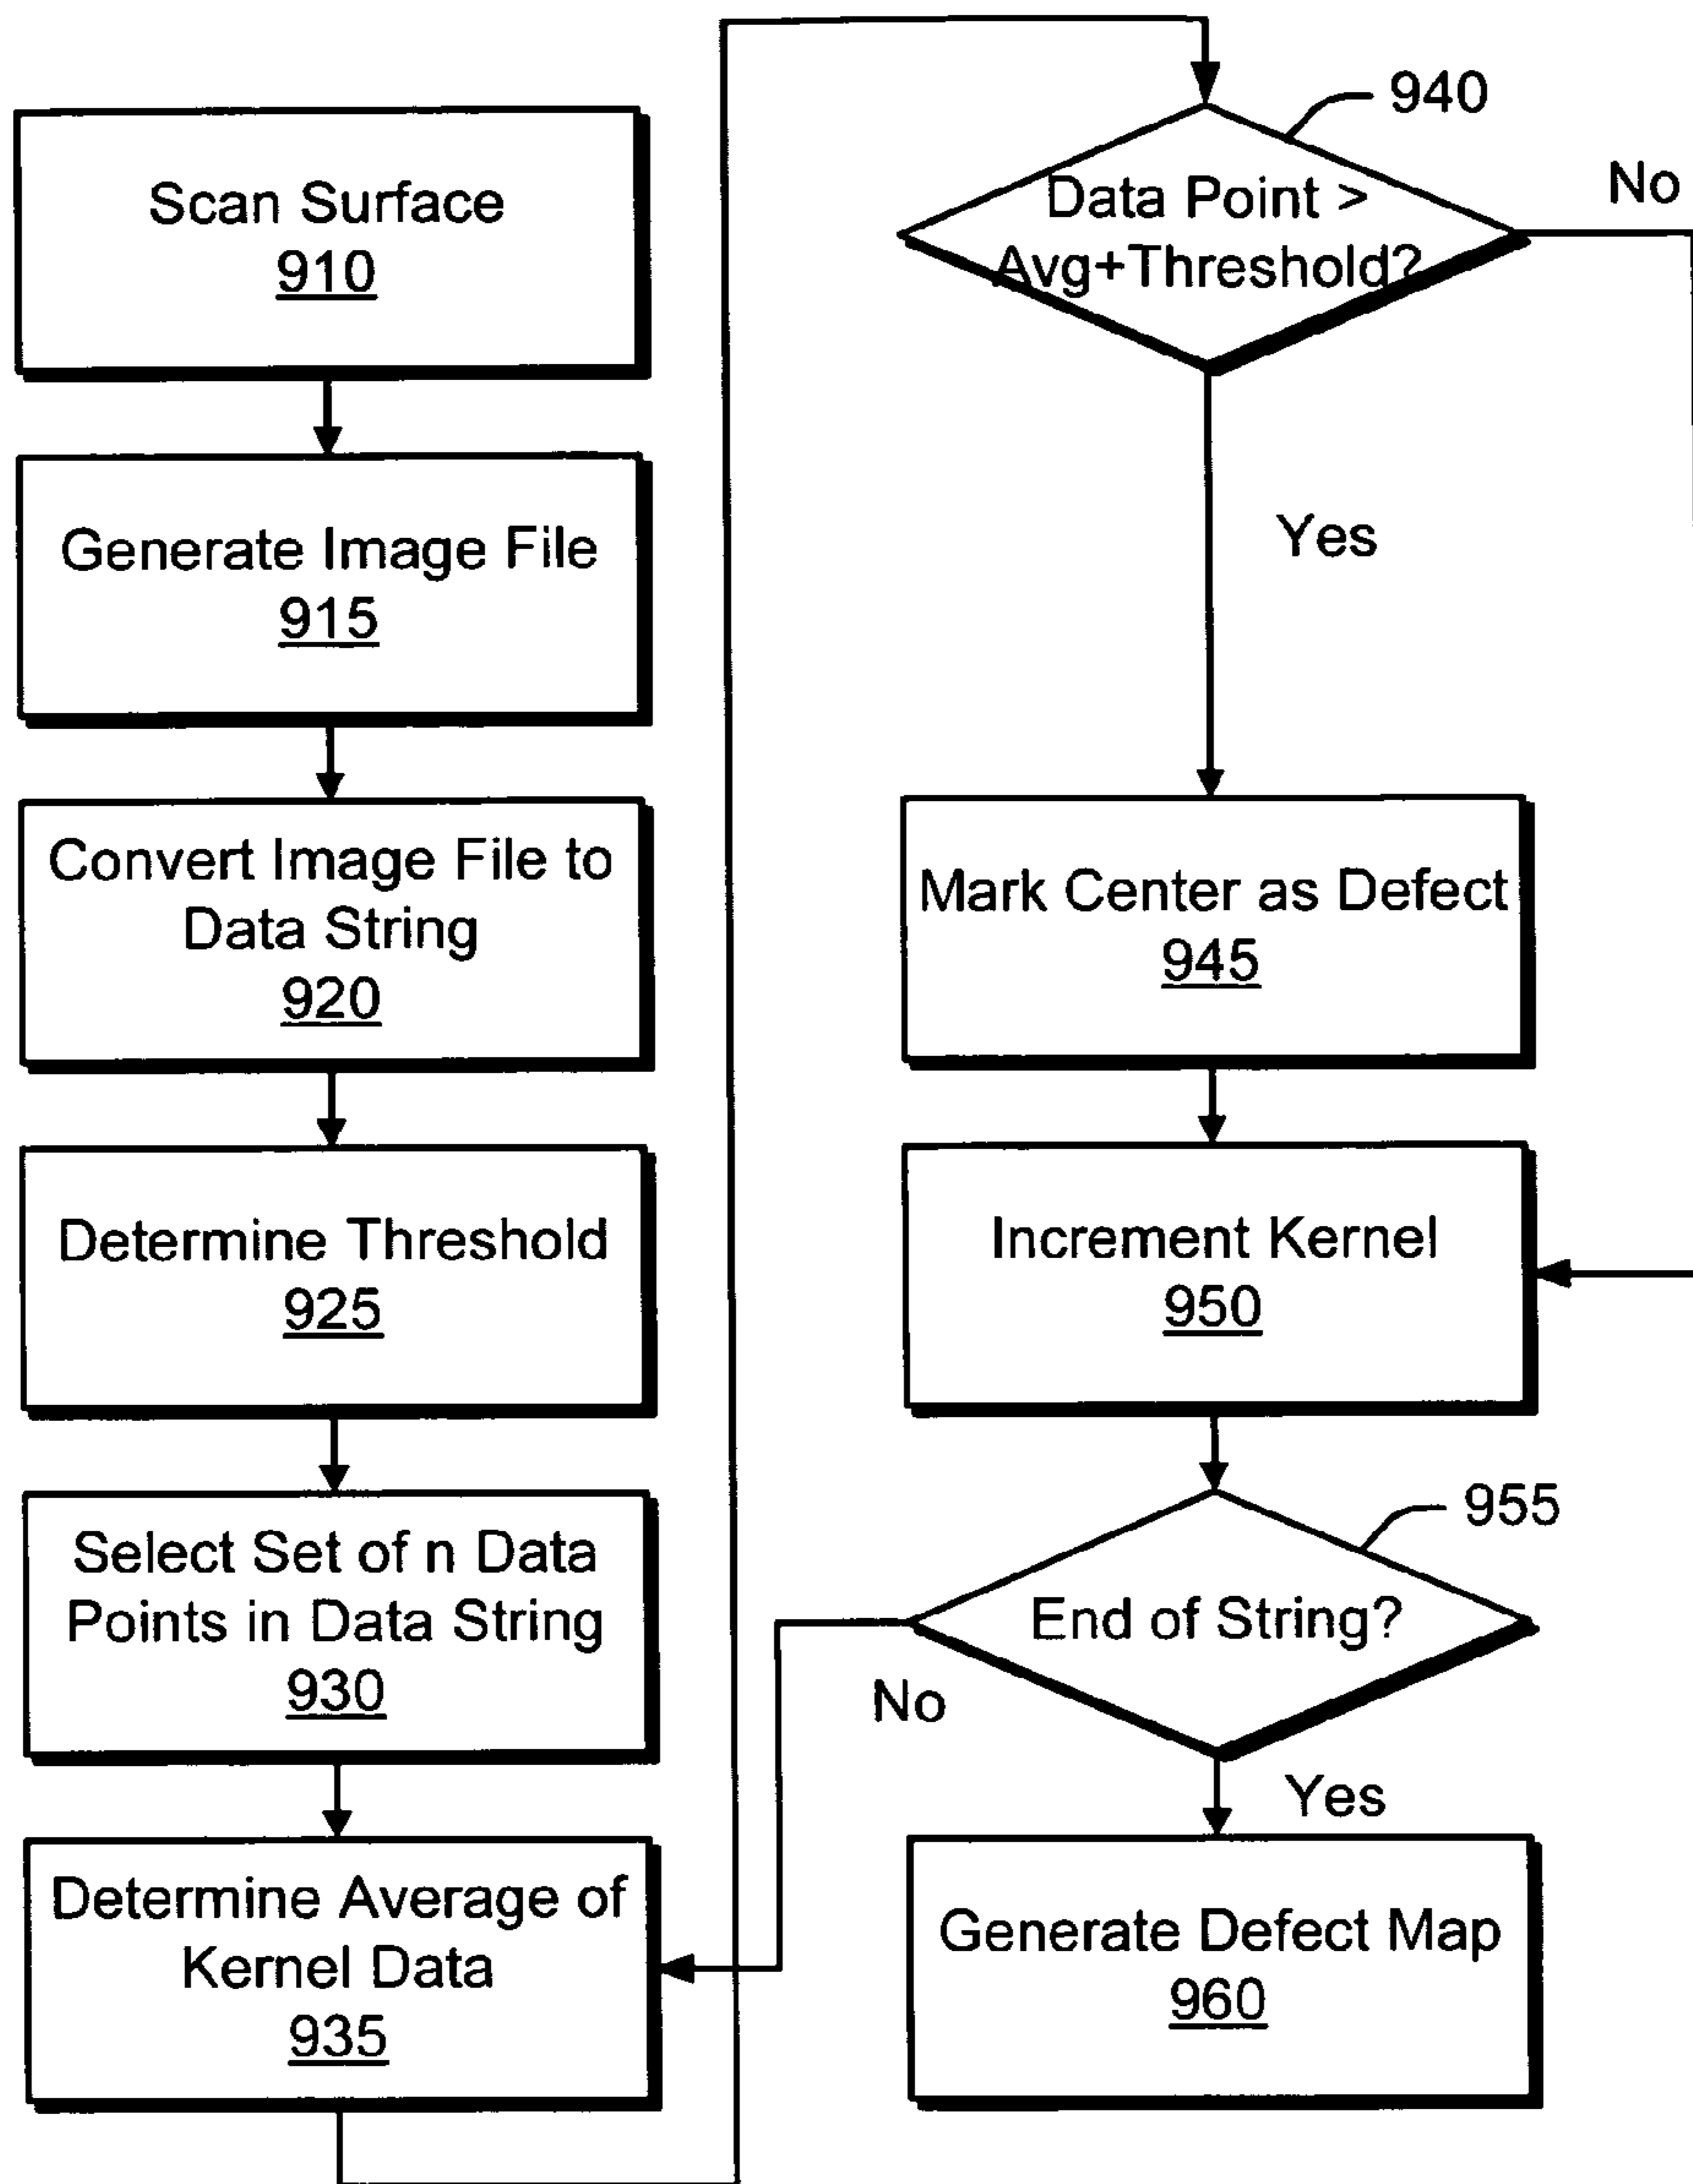 Scan Surface
910
Generate Image File
915
Convert Image File to
Data String
920
Determine Threshold
925
Select Set of n Data
Points in Data String
930
Determine Average of
Kernel Data
935
940
Data Point >
Avg+Threshold?
No
Yes
Mark Center as Defect
945
Increment Kernel
950
955
End of String?
No
Yes
Generate Defect Map
960